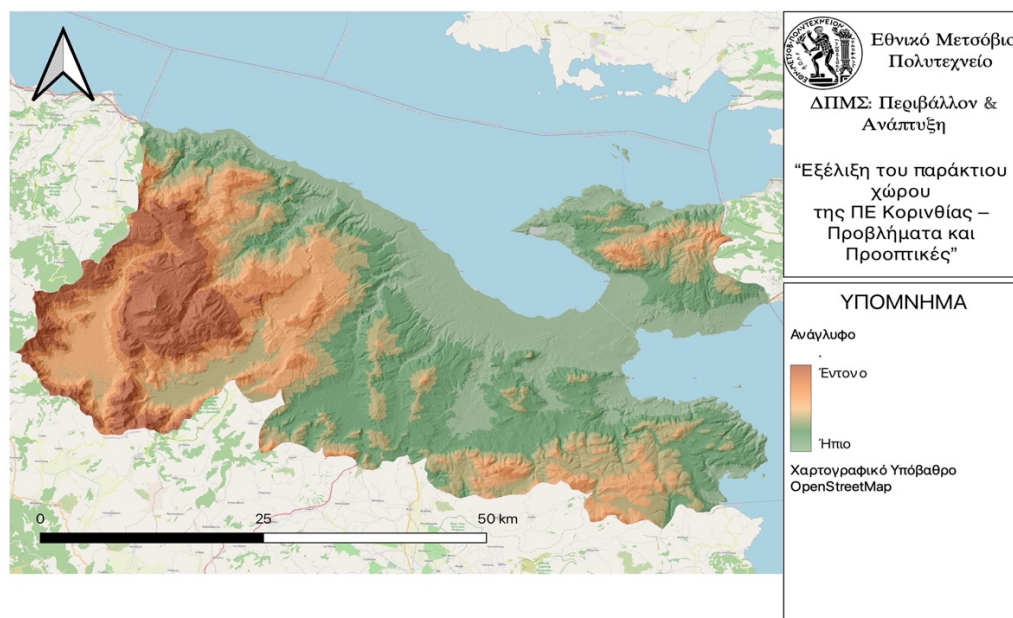 Εθνικό Μετσόβιο
Πολυτεχνείο
ΔΠΜΣ: Περιβάλλον &
Ανάπτυξη
“Εξέλιξη του παράκτιου
χώρου
της ΠΕ Κορινθίας –
Προβλήματα και
Προοπτικές”
ΥΠΟΜΝΗΜΑ
Ανάγλυφο
Έντονο
Ήπιο
Χαρτογραφικό Υπόβαθρο
OpenStreetMap
0 25 50 km